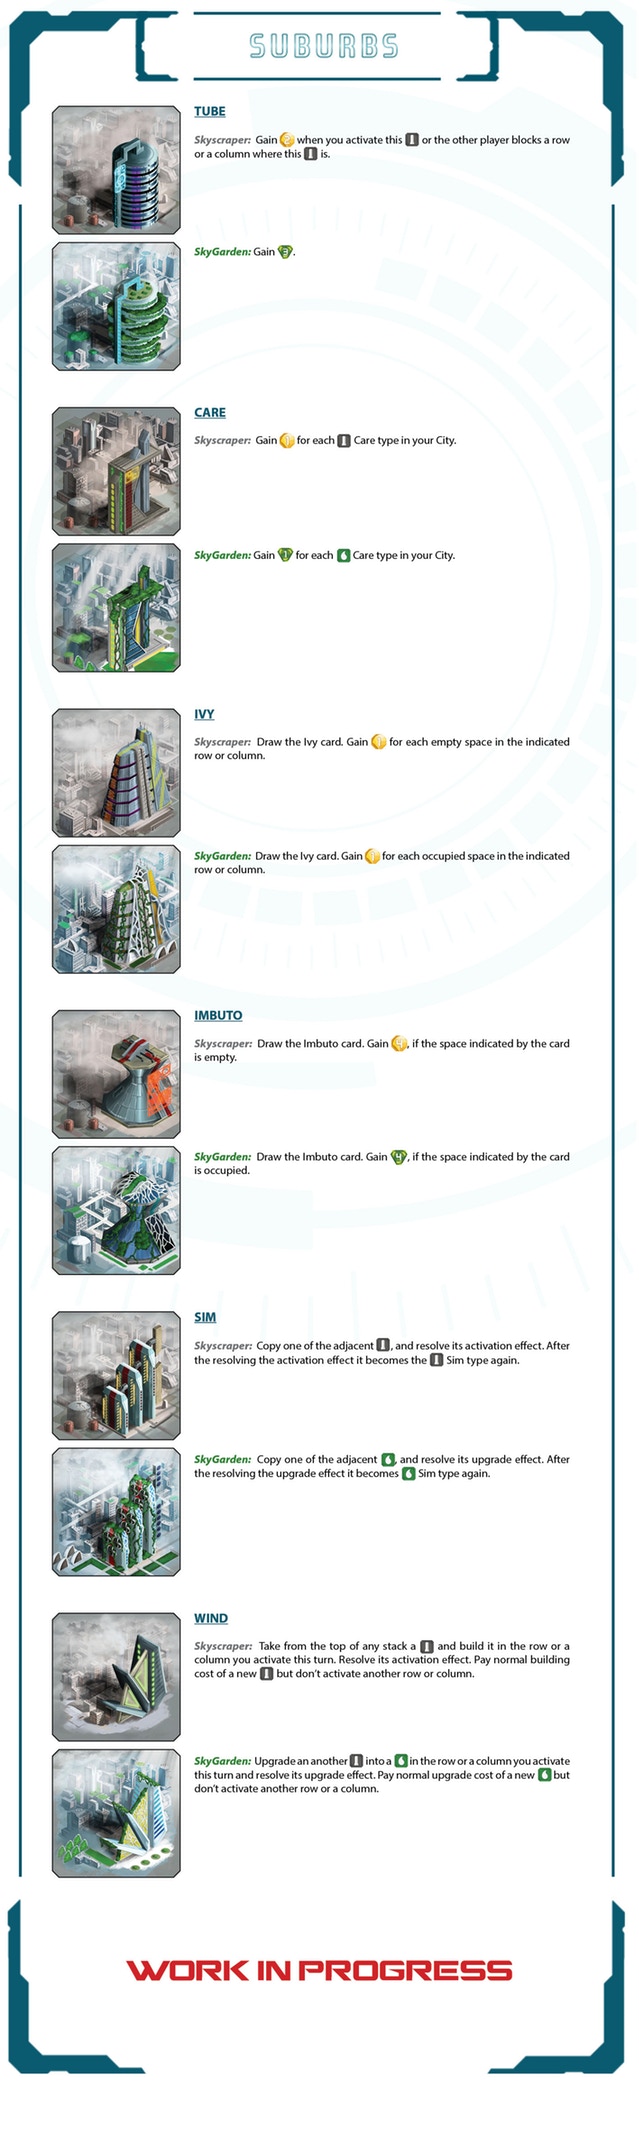 SUBURBS
TUBE
Skyscraper: Gain 2 when you activate this or the other player blocks a row
or a column where this is.
SkyGarden: Gain 3.
CARE
Skyscraper: Gain 1 for each Care type in your City.
SkyGarden: Gain 1 for each Care type in your City.
IVY
Skyscraper: Draw the Ivy card. Gain 1 for each empty space in the indicated
row or column.
SkyGarden: Draw the Ivy card. Gain 1 for each occupied space in the indicated
row or column.
IMBUTO
Skyscraper: Draw the Imbuto card. Gain 4, if the space indicated by the card
is empty.
SkyGarden: Draw the Imbuto card. Gain 4, if the space indicated by the card
is occupied.
SIM
Skyscraper: Copy one of the adjacent , and resolve its activation effect. After
the resolving the activation effect it becomes the Sim type again.
SkyGarden: Copy one of the adjacent , and resolve its upgrade effect. After
the resolving the upgrade effect it becomes Sim type again.
WIND
Skyscraper: Take from the top of any stack a and build it in the row or a
column you activate this turn. Resolve its activation effect. Pay normal building
cost of a new but don't activate another row or column.
SkyGarden: Upgrade an another into a in the row or a column you activate
this turn and resolve its upgrade effect. Pay normal upgrade cost of a new but
don't activate another row or a column.
WORK IN PROGRESS